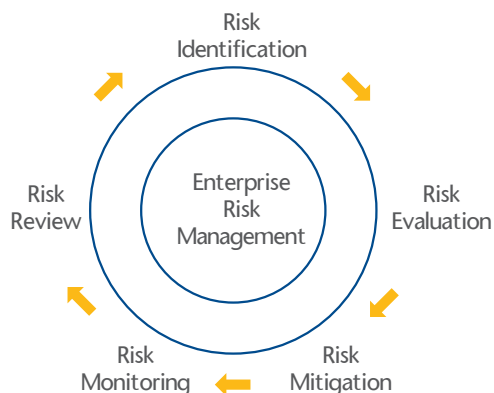 Risk
Identification
Enterprise
Risk
Management
Risk
Evaluation
Risk
Mitigation
Risk
Monitoring
Risk
Review